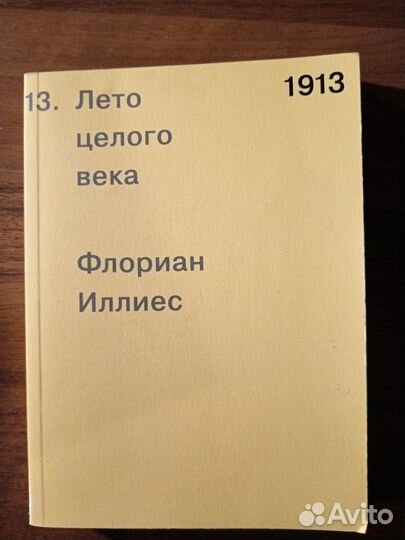 13. Лето
целого
века
1913
Флориан
Иллиес
Avito